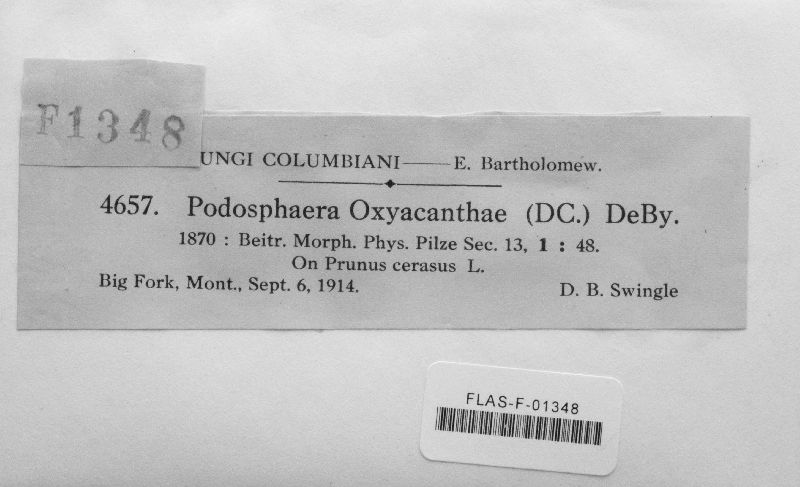 F1348
UNGI COLUMBIANI—E. Bartholomew.
4657. Podosphaera Oxyacanthae (DC.) DeBy.
1870 : Beitr. Morph. Phys. Pilze Sec. 13, 1 : 48.
On Prunus cerasus L.
Big Fork, Mont., Sept. 6, 1914. D. B. Swingle
FLAS-F-01348